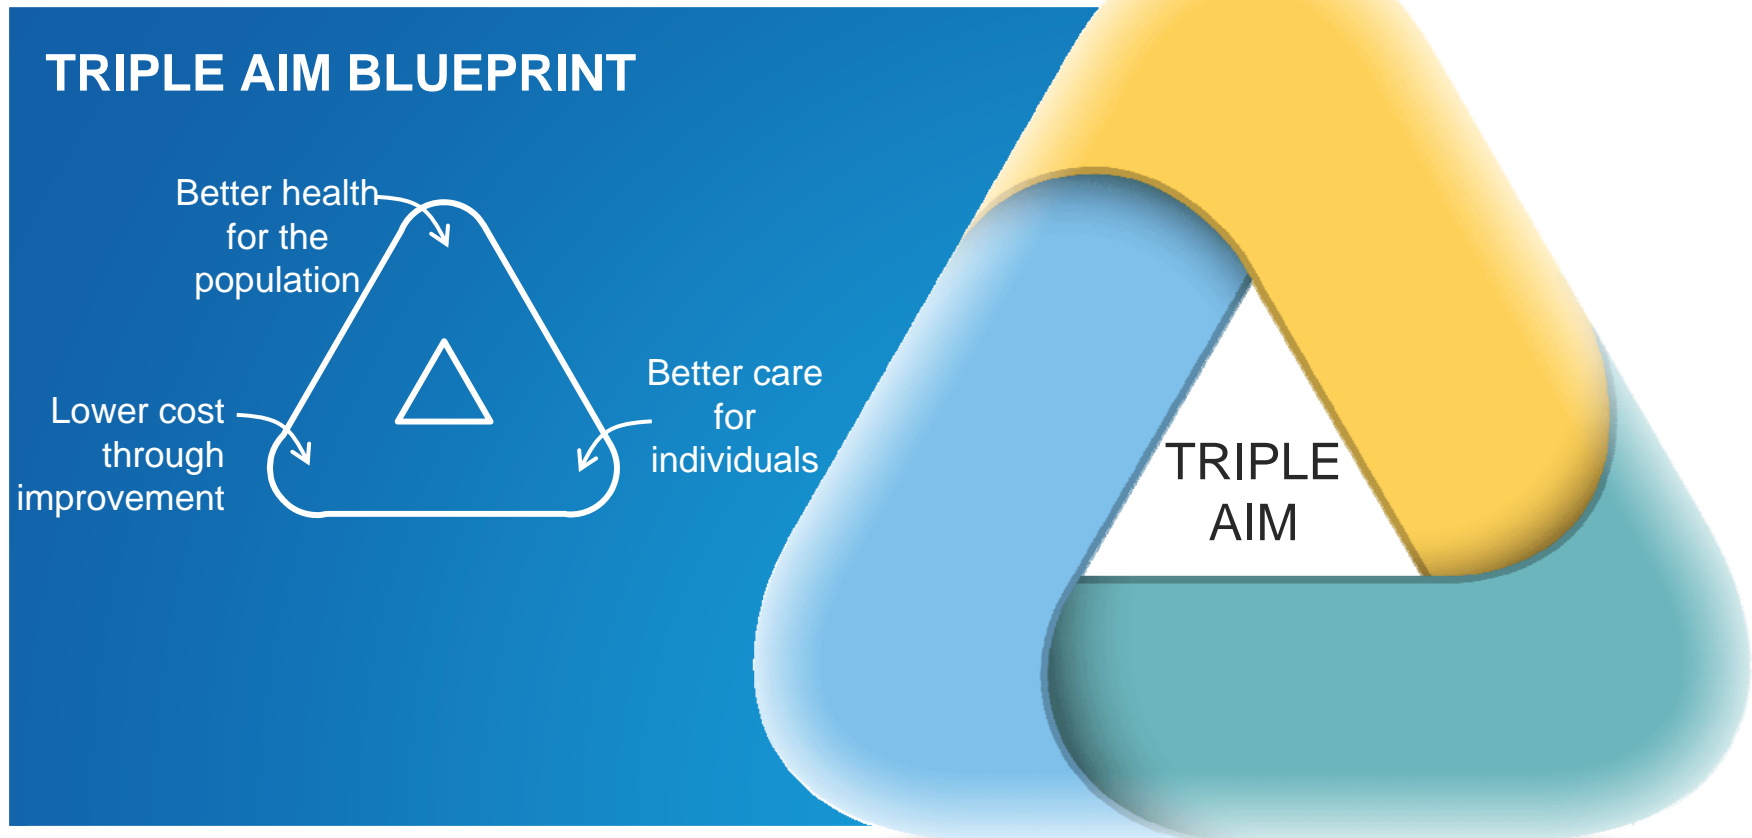 TRIPLE AIM BLUEPRINT
Better health
for the
population
Lower cost
through
improvement
Better care
for
individuals
TRIPLE
AIM